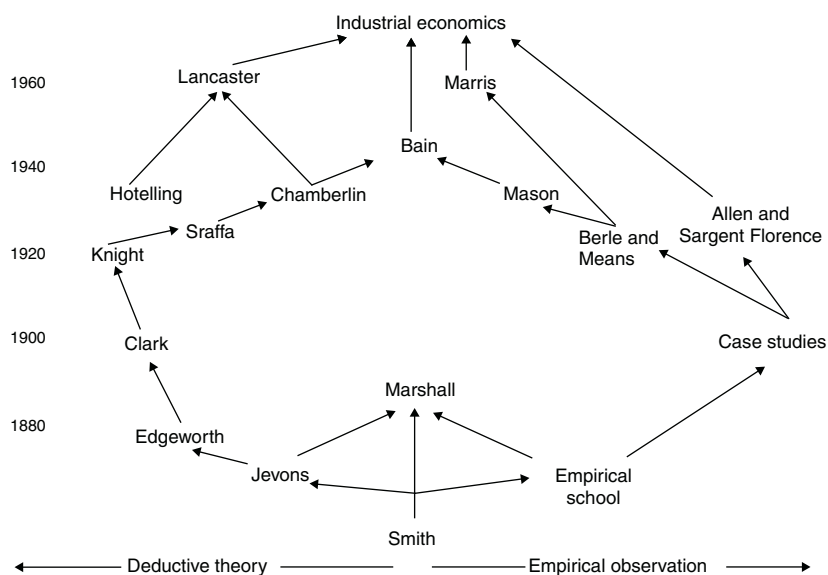 Industrial economics
Lancaster
Marris
1960
Bain
1940
Hotelling
Chamberlin
Mason
Allen and
Sargent Florence
Sraffa
Berle and
Means
Knight
1920
1900
Clark
Case studies
Marshall
1880
Edgeworth
Jevons
Empirical
school
Smith
Deductive theory
Empirical observation